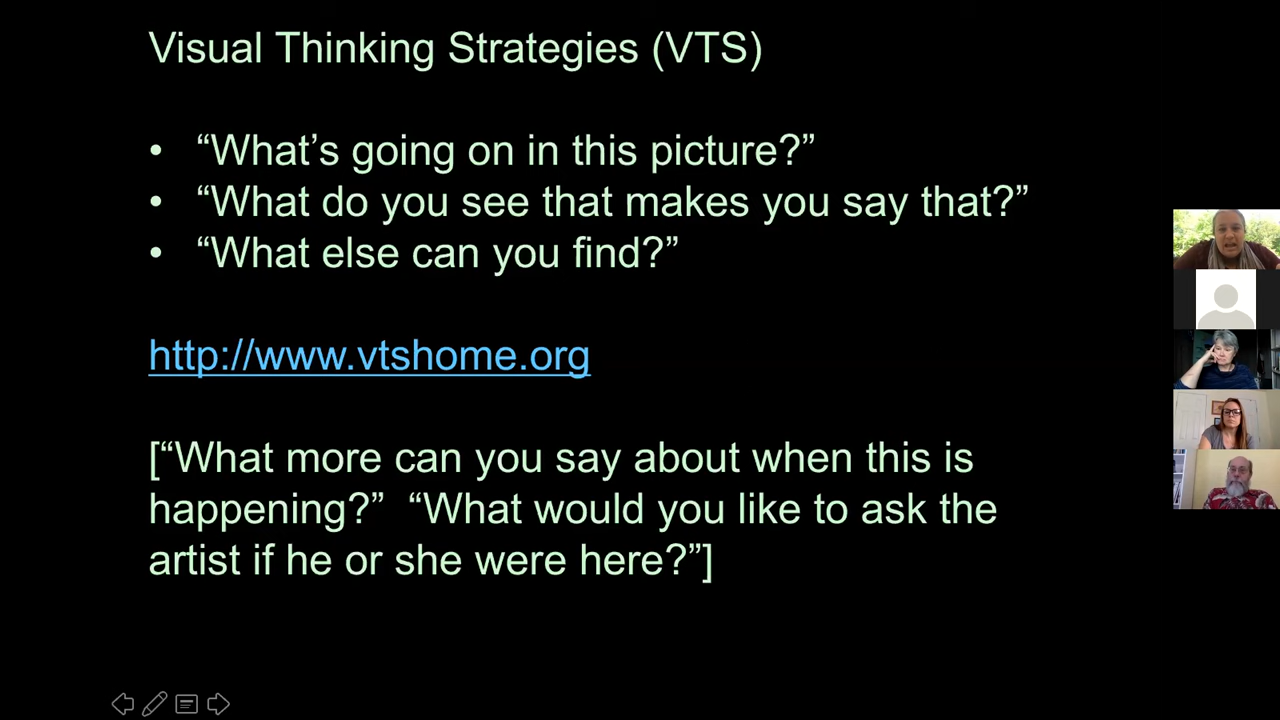 Visual Thinking Strategies (VTS)
• “What’s going on in this picture?”
• “What do you see that makes you say that?”
• “What else can you find?”
http://www.vtshome.org
[“What more can you say about when this is
happening?”  “What would you like to ask the
artist if he or she were here?”]